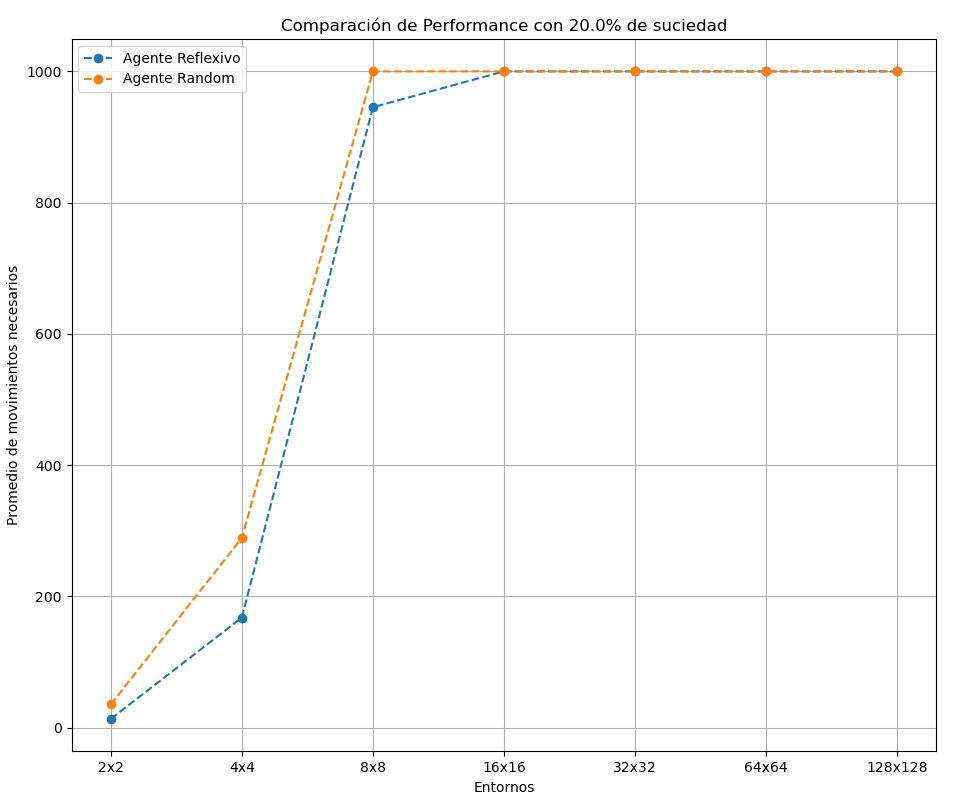 Comparación de Performance con 20.0% de suciedad
Agente Reflexivo
Agente Random
Promedio de movimientos necesarios
1000
800
600
400
200
0
2x2 4x4 8x8 16x16 32x32 64x64 128x128
Entornos